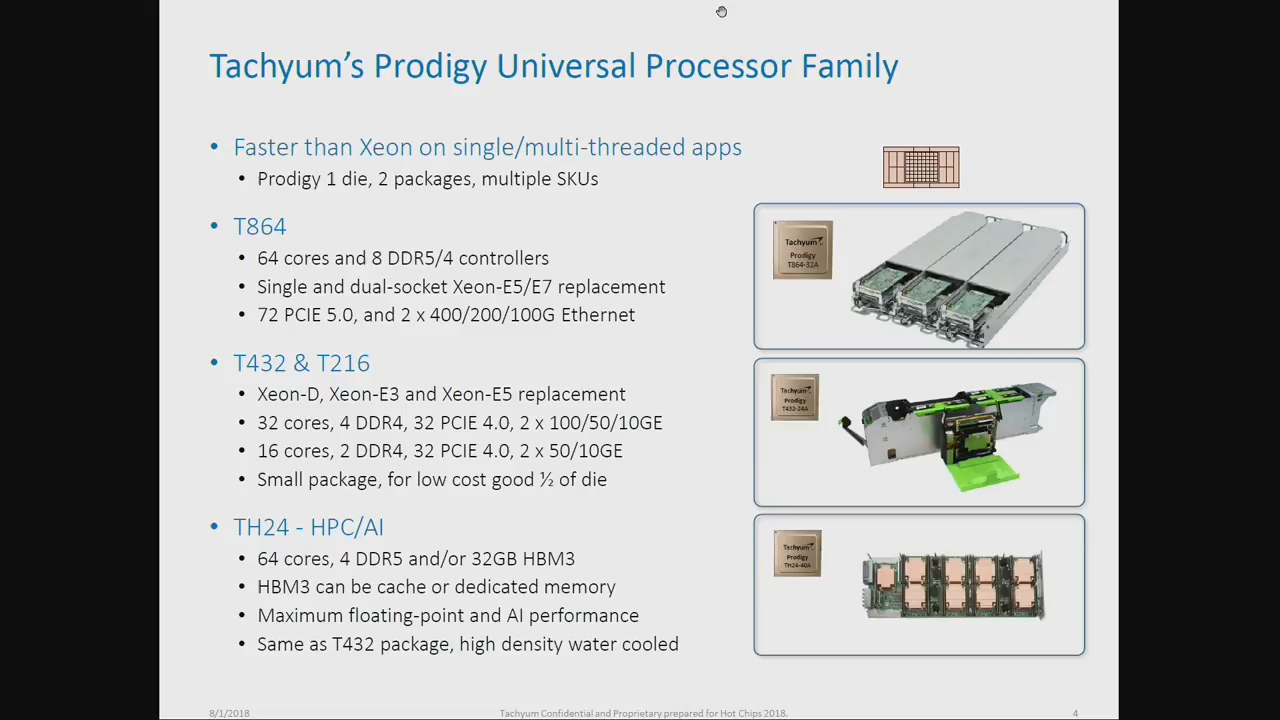 Tachyum’s Prodigy Universal Processor Family
• Faster than Xeon on single/multi-threaded apps
• Prodigy 1 die, 2 packages, multiple SKUs
• T864
• 64 cores and 8 DDR5/4 controllers
• Single and dual-socket Xeon-E5/E7 replacement
• 72 PCIE 5.0, and 2 x 400/200/100G Ethernet
• T432 & T216
• Xeon-D, Xeon-E3 and Xeon-E5 replacement
• 32 cores, 4 DDR4, 32 PCIE 4.0, 2 x 100/50/10GE
• 16 cores, 2 DDR4, 32 PCIE 4.0, 2 x 50/10GE
• Small package, for low cost good ½ of die
• TH24 - HPC/AI
• 64 cores, 4 DDR5 and/or 32GB HBM3
• HBM3 can be cache or dedicated memory
• Maximum floating-point and AI performance
• Same as T432 package, high density water cooled
Tachyum
Prodigy
T864-32A
Tachyum
Prodigy
T432-24A
Tachyum
Prodigy
TH24-40A
8/1/2018
Tachyum Confidential and Proprietary prepared for Hot Chips 2018.
4